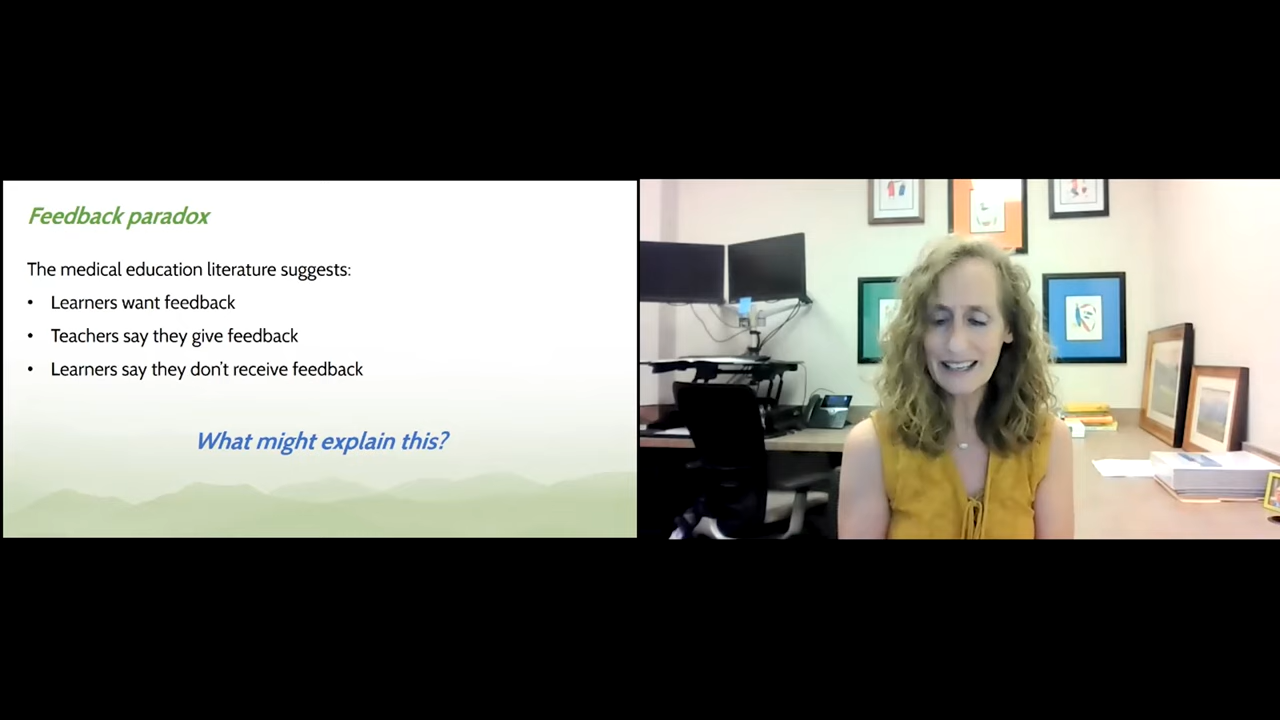 Feedback paradox
The medical education literature suggests:
• Learners want feedback
• Teachers say they give feedback
• Learners say they don't receive feedback
What might explain this?